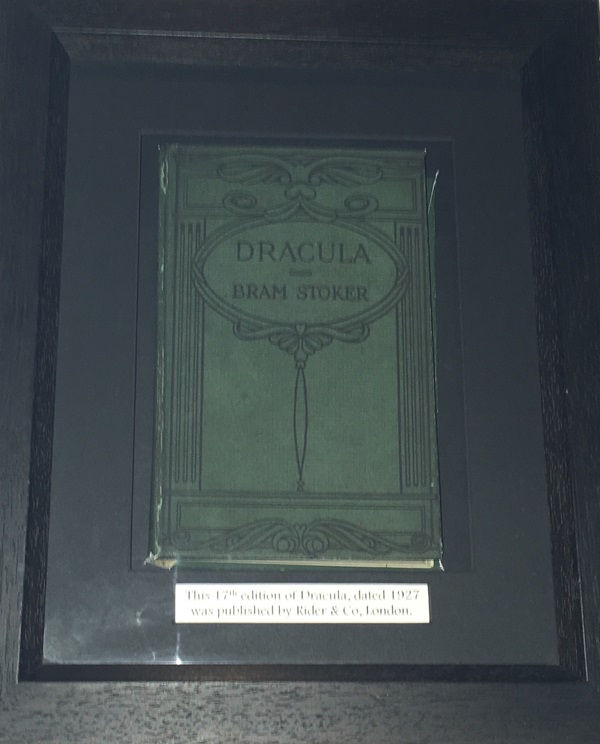 DRACULA
BRAM STOKER
This 17th edition of Dracula, dated 1927
was published by Rider & Co, London.